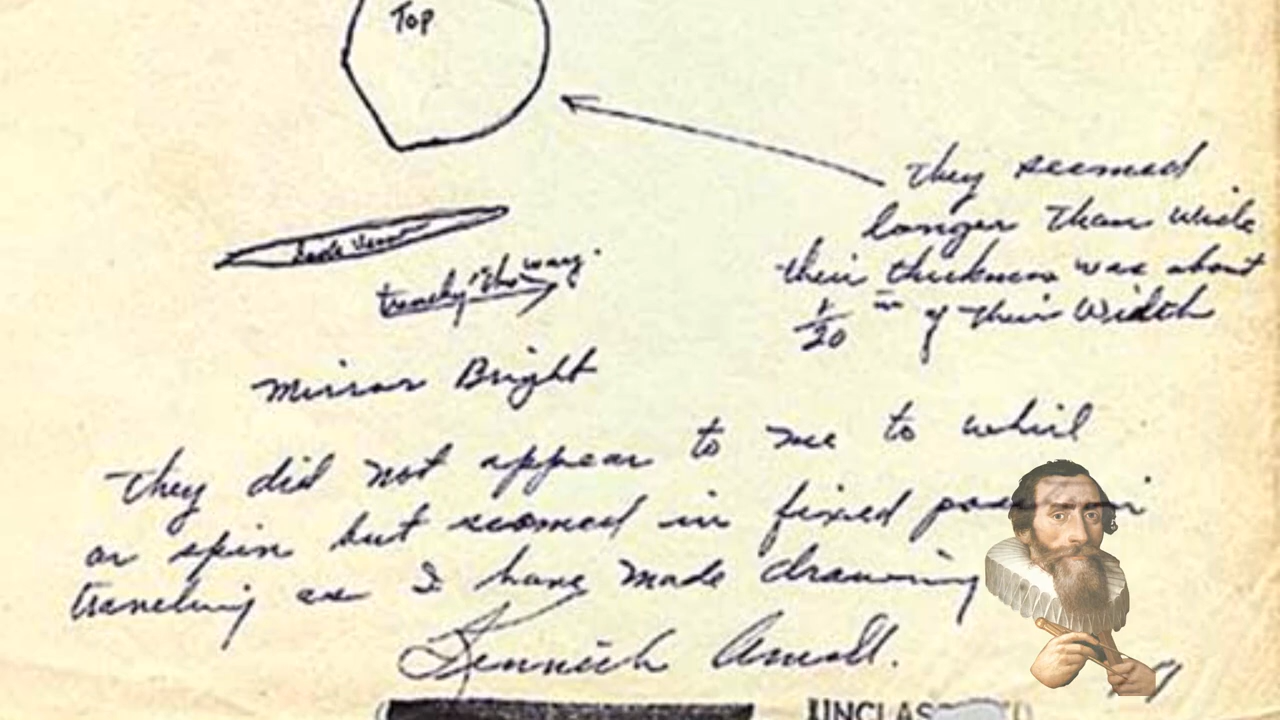 Top
they seemed
longer than wide
their thickness was about
1/20 th of their Width
side view
traveling this way.
Mirror Bright
they did not appear to me to whirl
or spin but seemed in fixed
traveling as I have made drawing
Kenneth Arnold.